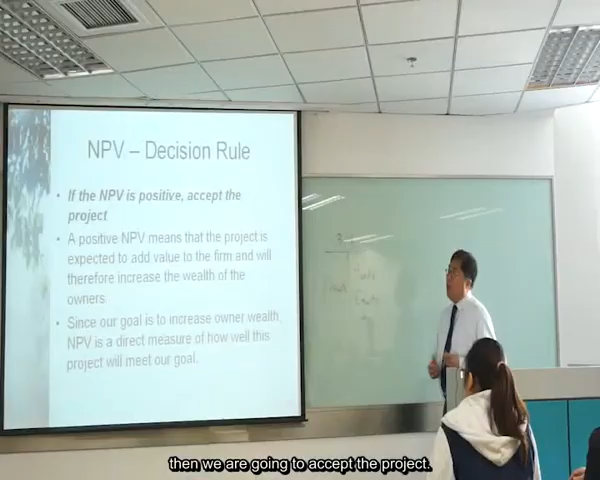 NPV – Decision Rule
• If the NPV is positive, accept the
project
• A positive NPV means that the project is
expected to add value to the firm and will
therefore increase the wealth of the
owners.
• Since our goal is to increase owner wealth,
NPV is a direct measure of how well this
project will meet our goal.
then we are going to accept the project.